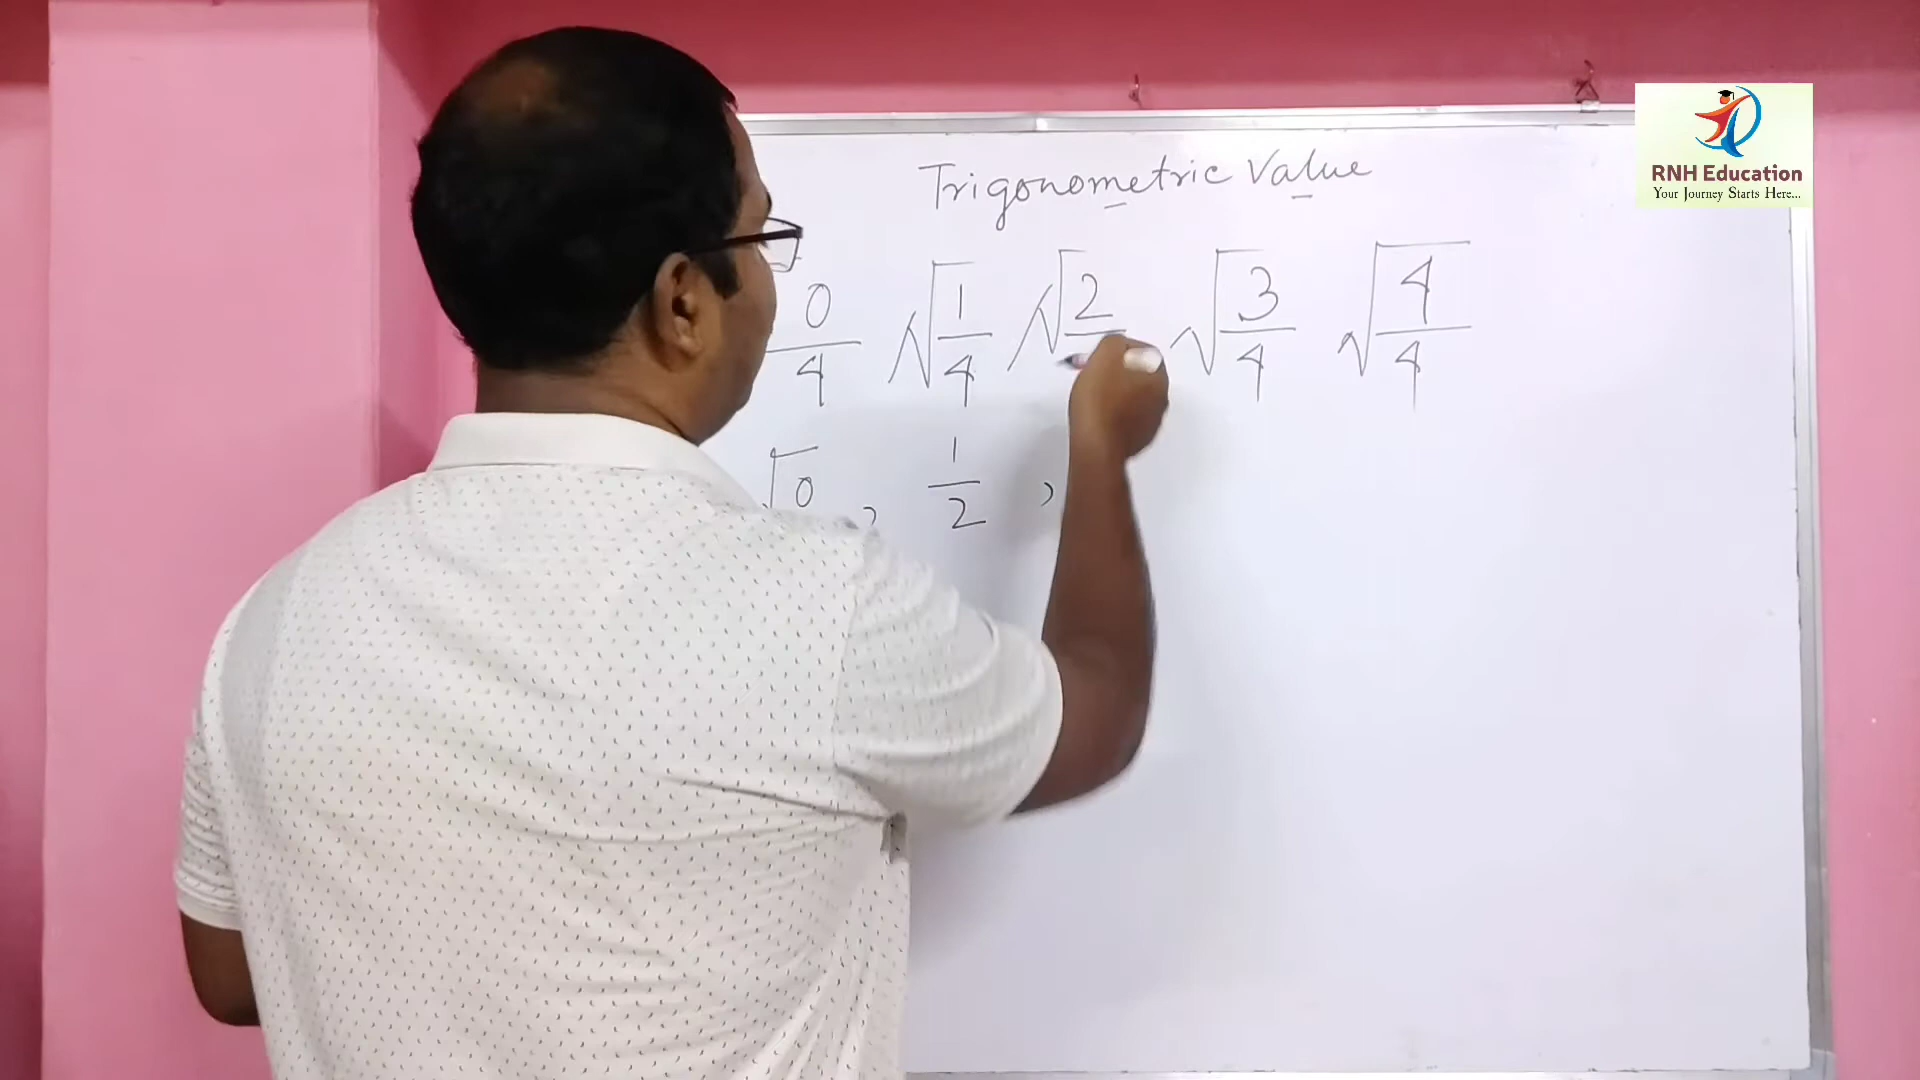 Trigonometric Value
0/4 √1/4 √2 √3/4 √4/4
√0 , 1/2 ,
RNH Education
Your Journey Starts Here...